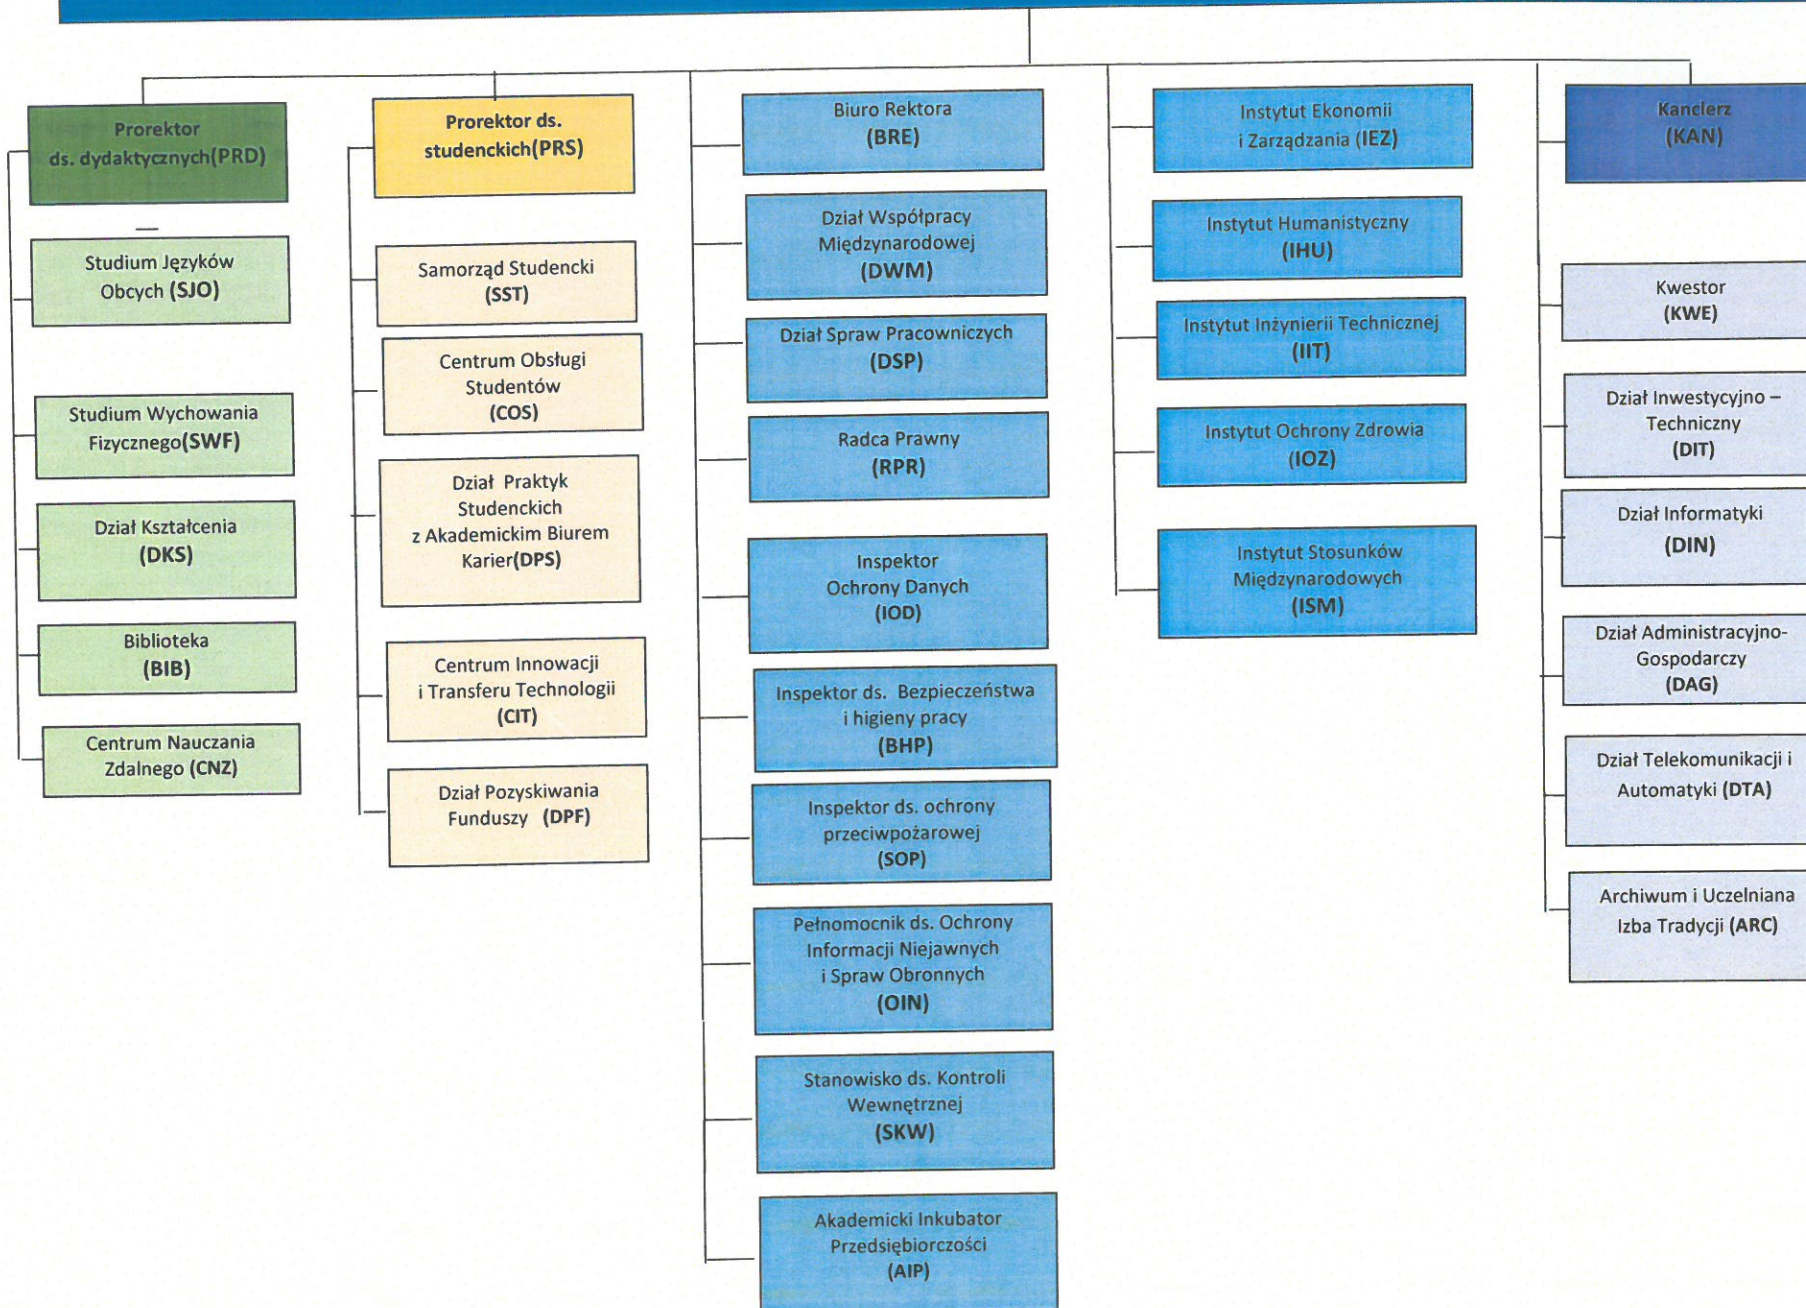 Prorektor
ds. dydaktycznych(PRD)
Studium Języków
Obcych (SJO)
Studium Wychowania
Fizycznego(SWF)
Dział Kształcenia
(DKS)
Biblioteka
(BIB)
Centrum Nauczania
Zdalnego (CNZ)
Prorektor ds.
studenckich(PRS)
Samorząd Studencki
(SST)
Centrum Obsługi
Studentów
(COS)
Dział Praktyk
Studenckich
z Akademickim Biurem
Karier(DPS)
Centrum Innowacji
i Transferu Technologii
(CIT)
Dział Pozyskiwania
Funduszy (DPF)
Biuro Rektora
(BRE)
Dział Współpracy
Międzynarodowej
(DWM)
Dział Spraw Pracowniczych
(DSP)
Radca Prawny
(RPR)
Inspektor
Ochrony Danych
(IOD)
Inspektor ds. Bezpieczeństwa
i higieny pracy
(BHP)
Inspektor ds. ochrony
przeciwpożarowej
(SOP)
Pełnomocnik ds. Ochrony
Informacji Niejawnych
i Spraw Obronnych
(OIN)
Stanowisko ds. Kontroli
Wewnętrznej
(SKW)
Akademicki Inkubator
Przedsiębiorczości
(AIP)
Instytut Ekonomii
i Zarządzania (IEZ)
Instytut Humanistyczny
(IHU)
Instytut Inżynierii Technicznej
(IIT)
Instytut Ochrony Zdrowia
(IOZ)
Instytut Stosunków
Międzynarodowych
(ISM)
Kanclerz
(KAN)
Kwestor
(KWE)
Dział Inwestycyjno –
Techniczny
(DIT)
Dział Informatyki
(DIN)
Dział Administracyjno-
Gospodarczy
(DAG)
Dział Telekomunikacji i
Automatyki (DTA)
Archiwum i Uczelniana
Izba Tradycji (ARC)